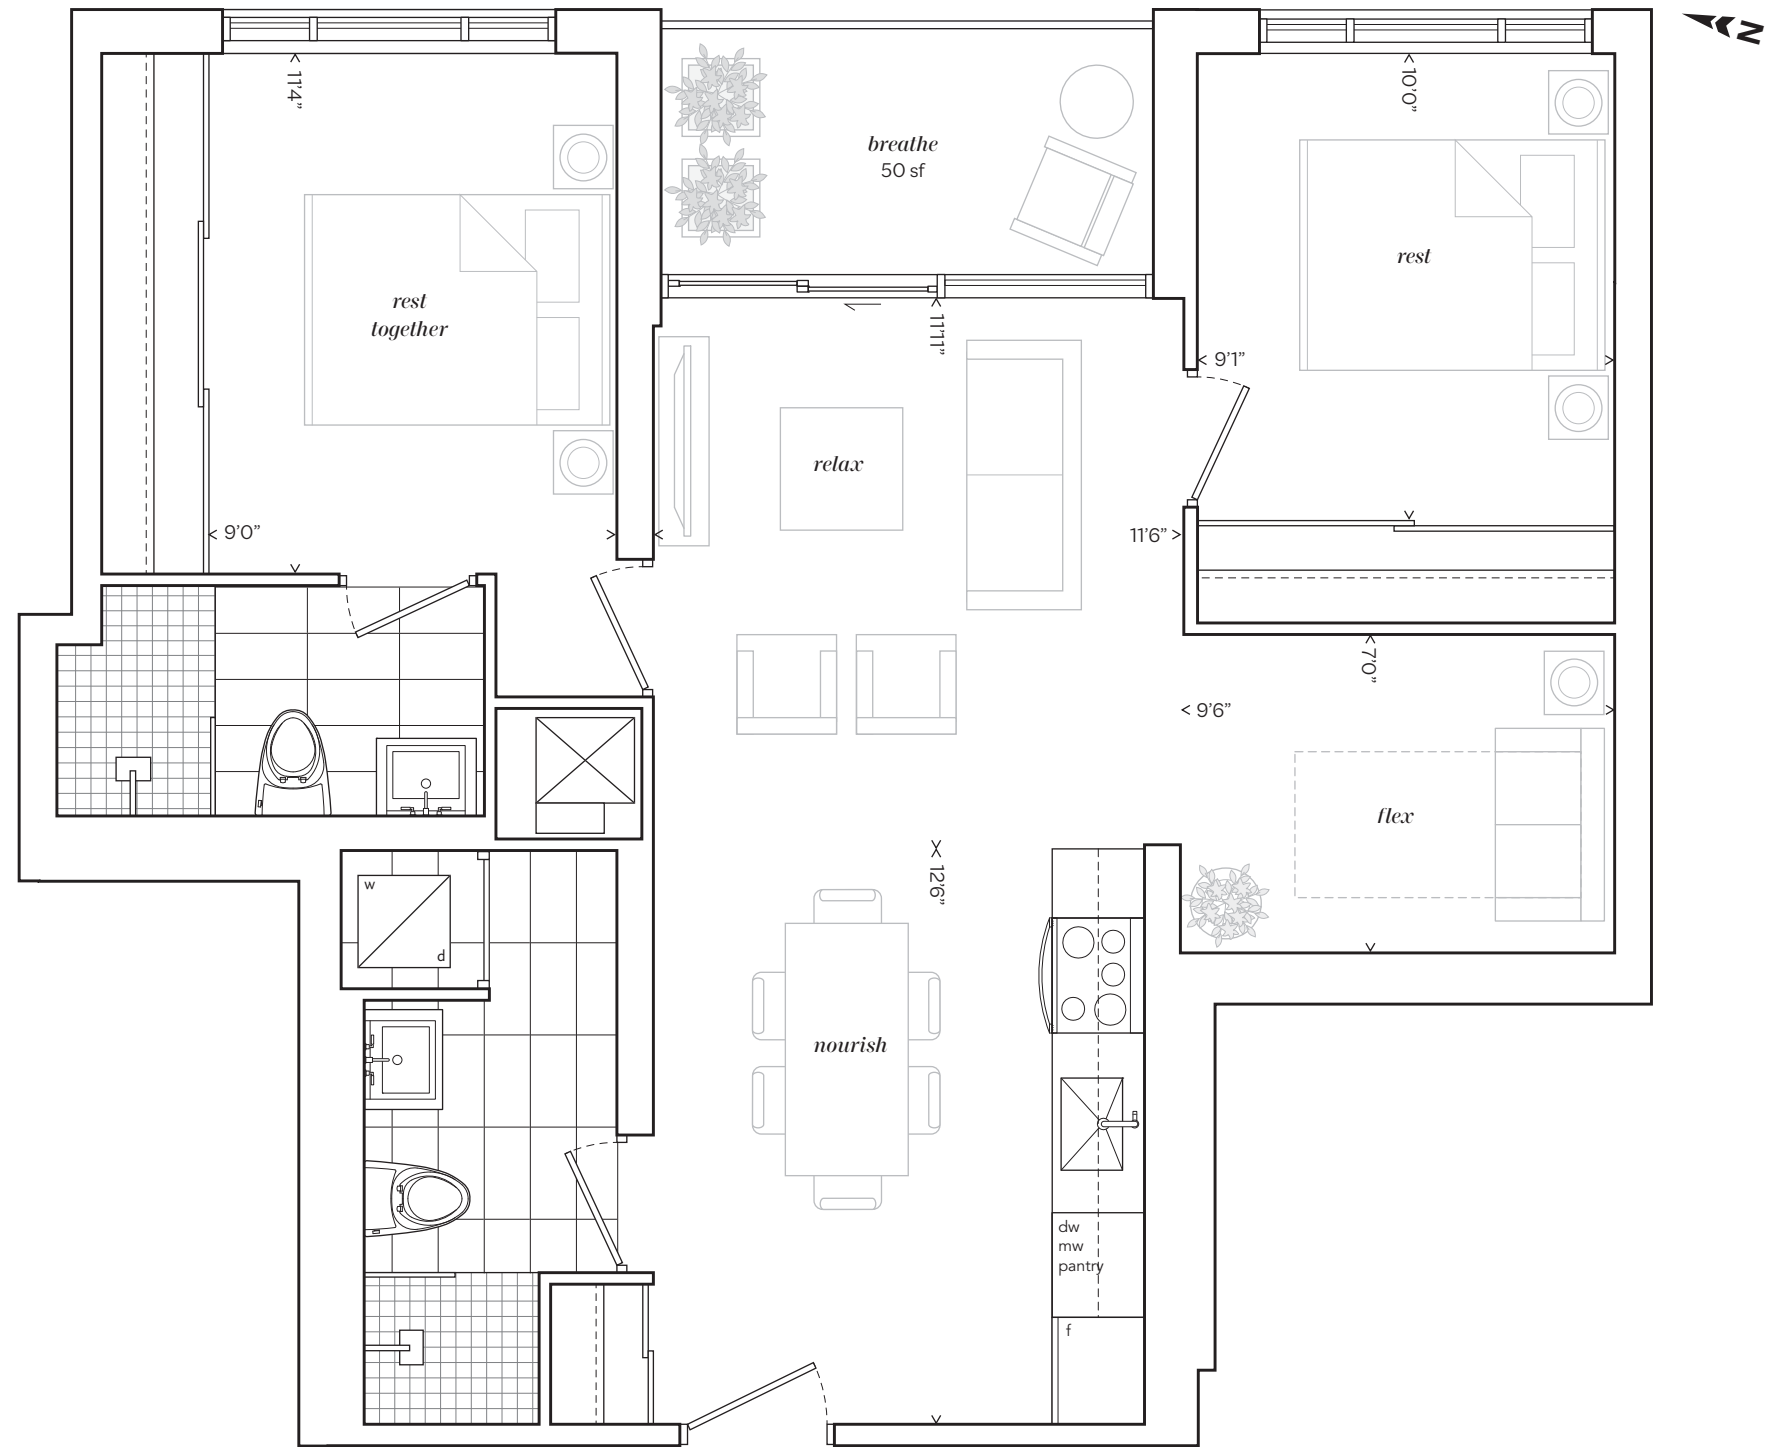 N
11'4"
10'0"
breathe
50 sf
rest
rest
together
11'11"
9'1"
relax
9'0"
11'6"
7'0"
9'6"
flex
12'6"
w
d
nourish
dw
mw
pantry
f